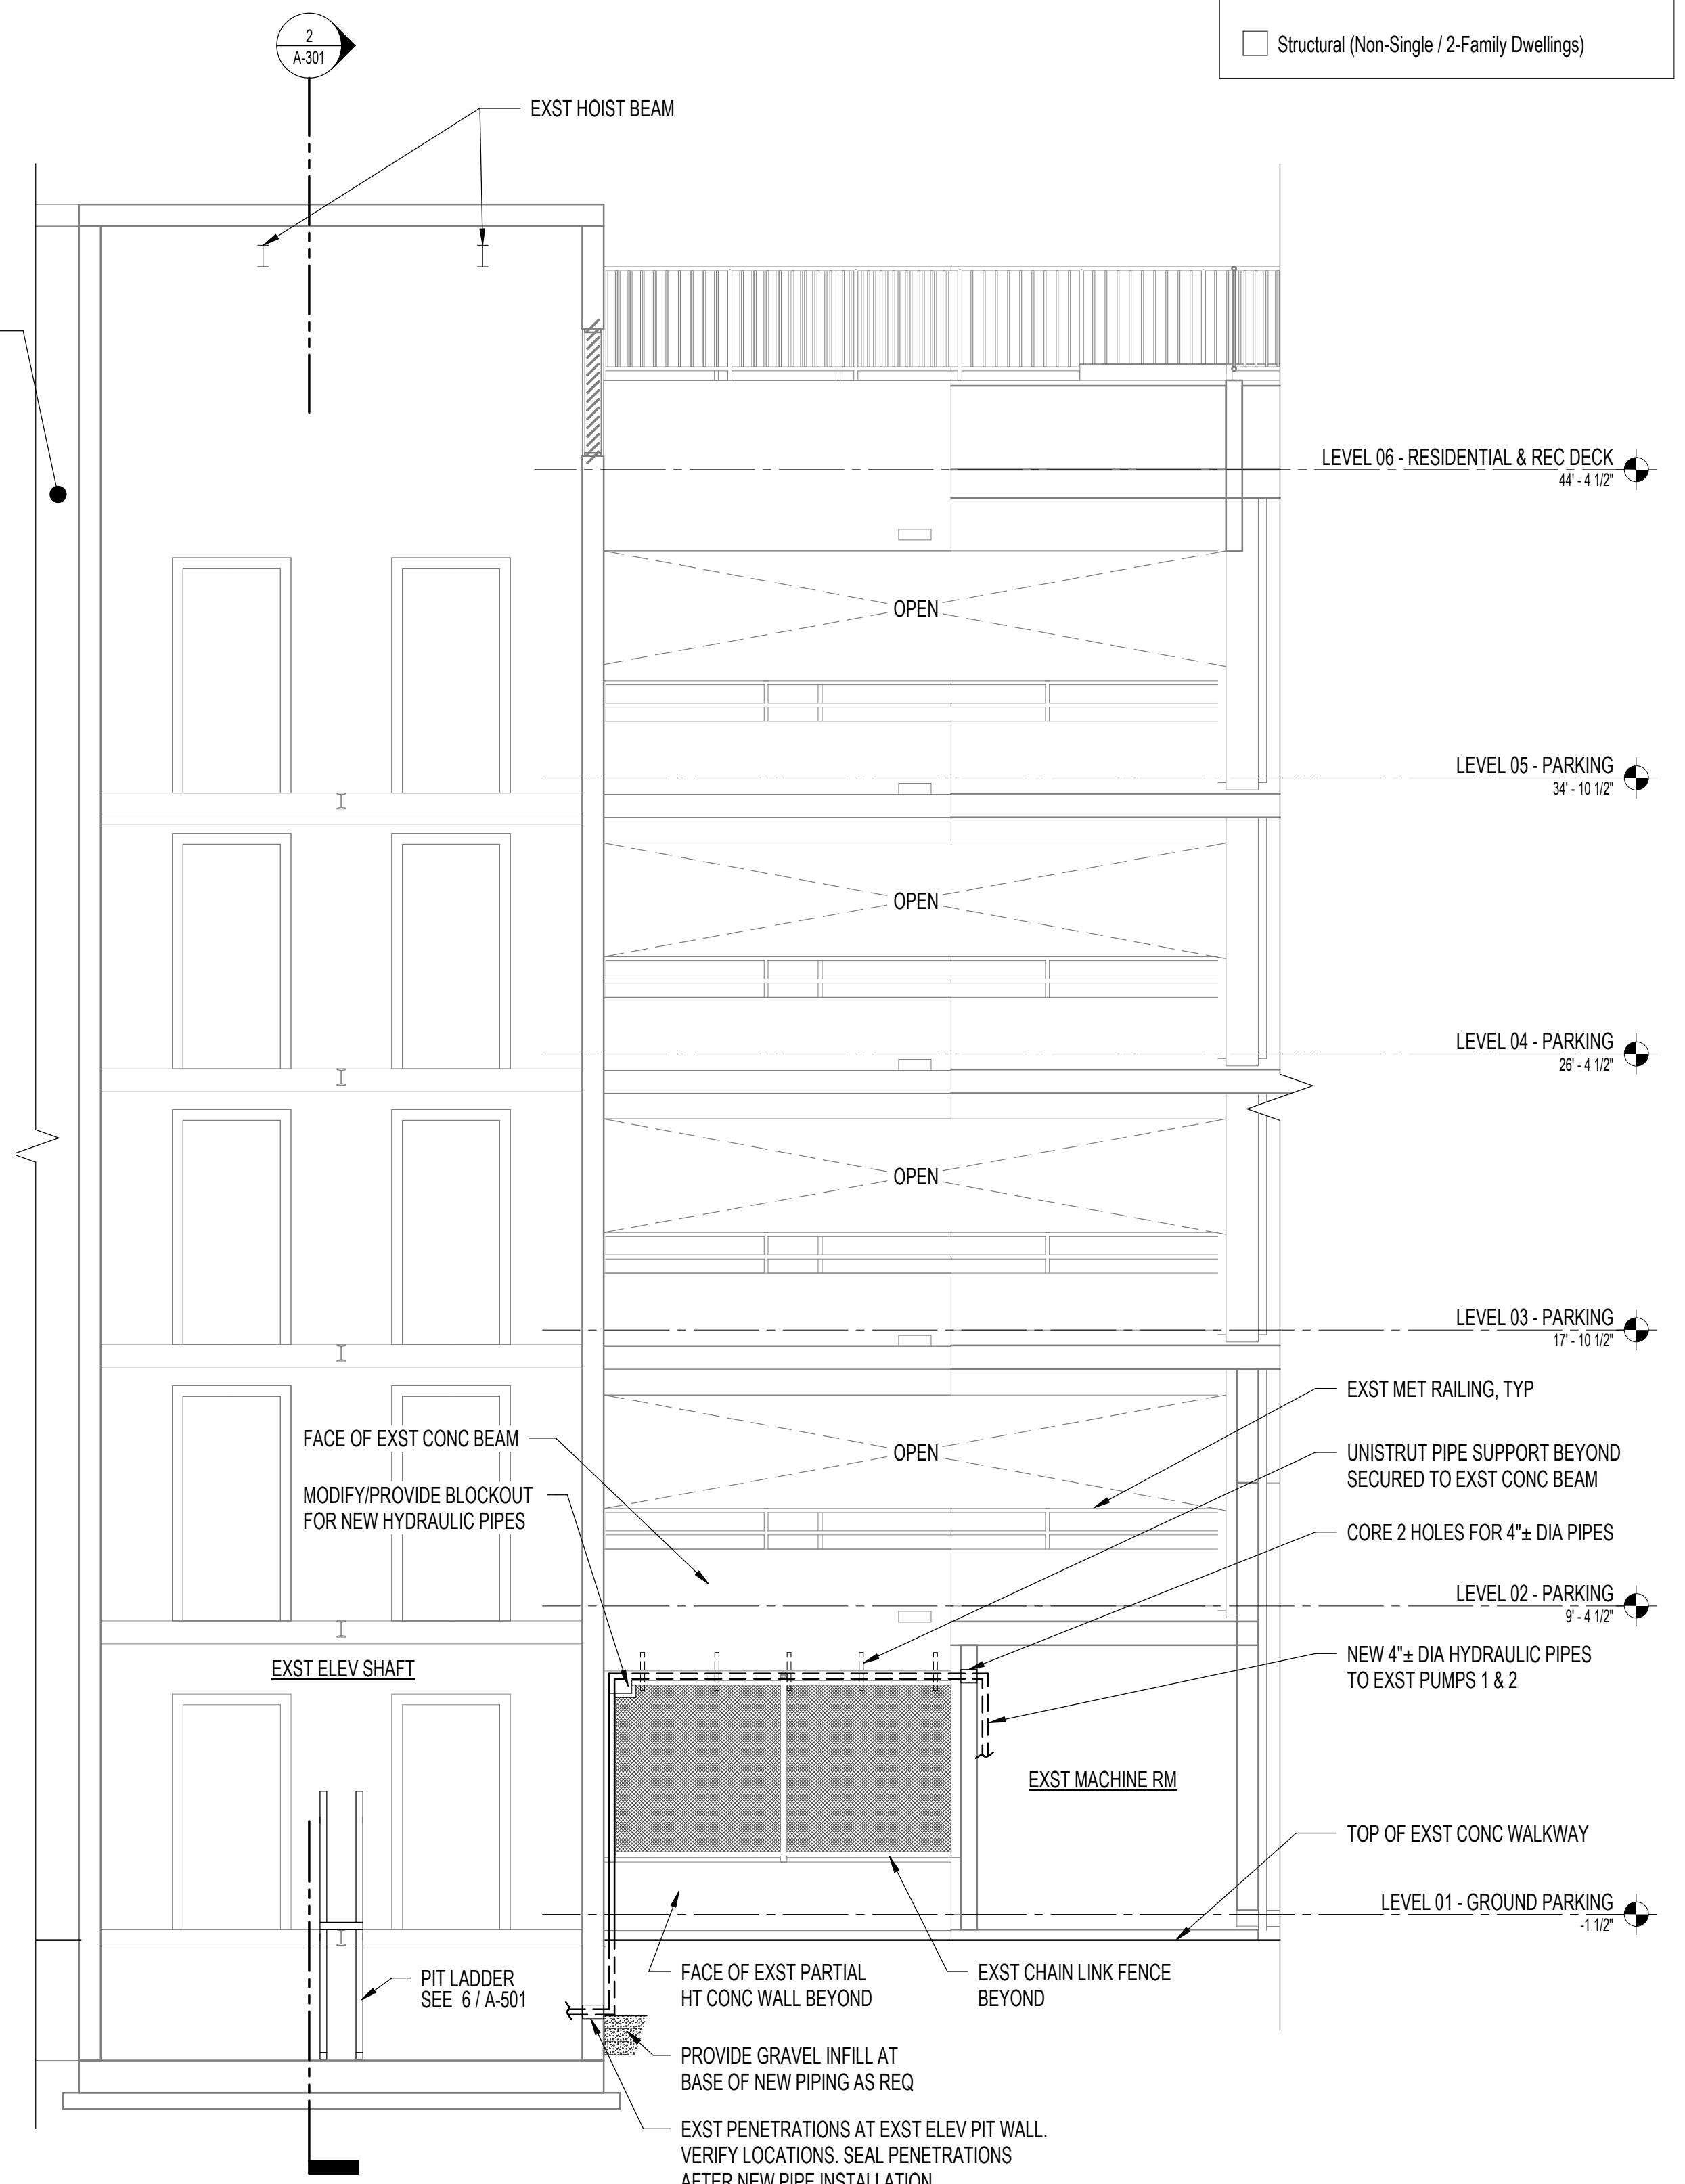 2
A-301
Structural (Non-Single / 2-Family Dwellings)
EXST HOIST BEAM
LEVEL 06 - RESIDENTIAL & REC DECK
44' - 4 1/2"
OPEN
LEVEL 05 - PARKING
34' - 10 1/2"
OPEN
LEVEL 04 - PARKING
26' - 4 1/2"
OPEN
LEVEL 03 - PARKING
17' - 10 1/2"
EXST MET RAILING, TYP
FACE OF EXST CONC BEAM
OPEN
UNISTRUT PIPE SUPPORT BEYOND
SECURED TO EXST CONC BEAM
MODIFY/PROVIDE BLOCKOUT
FOR NEW HYDRAULIC PIPES
CORE 2 HOLES FOR 4"± DIA PIPES
LEVEL 02 - PARKING
9' - 4 1/2"
EXST ELEV SHAFT
NEW 4"± DIA HYDRAULIC PIPES
TO EXST PUMPS 1 & 2
EXST MACHINE RM
TOP OF EXST CONC WALKWAY
LEVEL 01 - GROUND PARKING
-1 1/2"
PIT LADDER
SEE 6 / A-501
FACE OF EXST PARTIAL
HT CONC WALL BEYOND
EXST CHAIN LINK FENCE
BEYOND
PROVIDE GRAVEL INFILL AT
BASE OF NEW PIPING AS REQ
EXST PENETRATIONS AT EXST ELEV PIT WALL.
VERIFY LOCATIONS. SEAL PENETRATIONS
AFTER NEW PIPE INSTALLATION